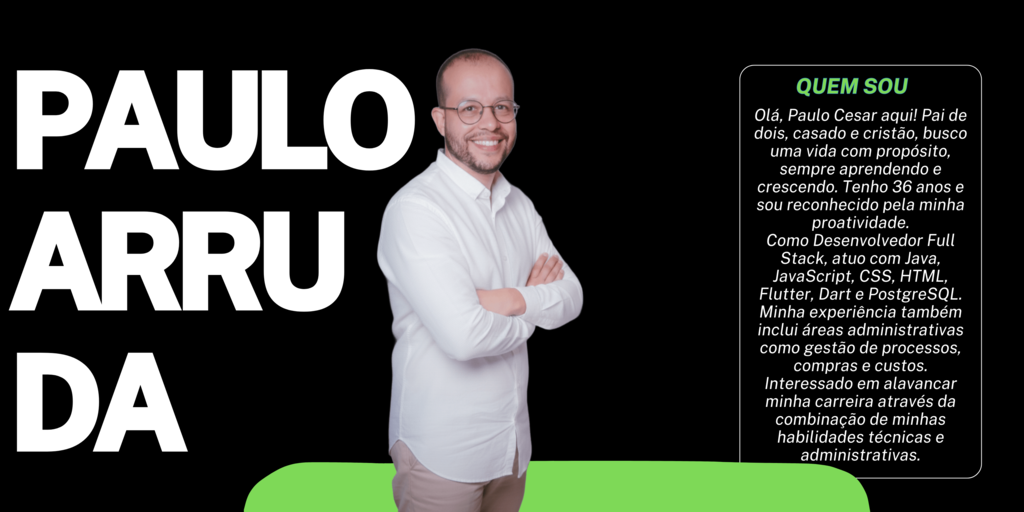 PAULO
ARRU
DA
QUEM SOU
Olá, Paulo Cesar aqui! Pai de
dois, casado e cristão, busco
uma vida com propósito,
sempre aprendendo e
crescendo. Tenho 36 anos e
sou reconhecido pela minha
proatividade.
Como Desenvolvedor Full
Stack, atuo com Java,
JavaScript, CSS, HTML,
Flutter, Dart e PostgreSQL.
Minha experiência também
inclui áreas administrativas
como gestão de processos,
compras e custos.
Interessado em alavancar
minha carreira através da
combinação de minhas
habilidades técnicas e
administrativas.